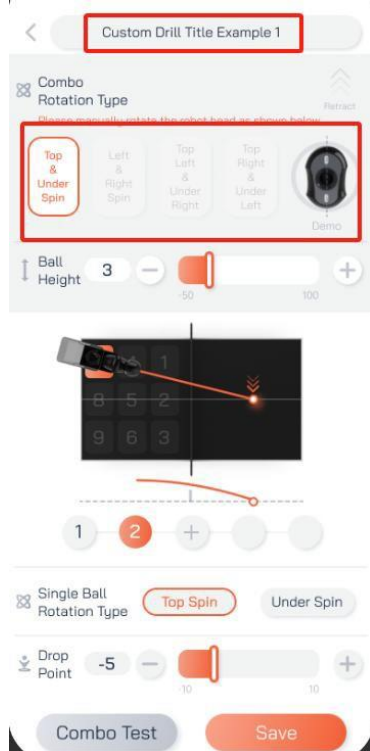 Custom Drill Title Example 1
Combo
Rotation Type
Please manually rotate the robot head as shown below
Retract
Top
&
Under
Spin
Left
&
Right
Spin
Top
Left
&
Under
Right
Top
Right
&
Under
Left
Demo
Ball
Height
3
-50
100
1
8 5 2
9 6 3
1
2
Single Ball
Rotation Type
Top Spin
Under Spin
Drop
Point
-5
-10
10
Combo Test
Save